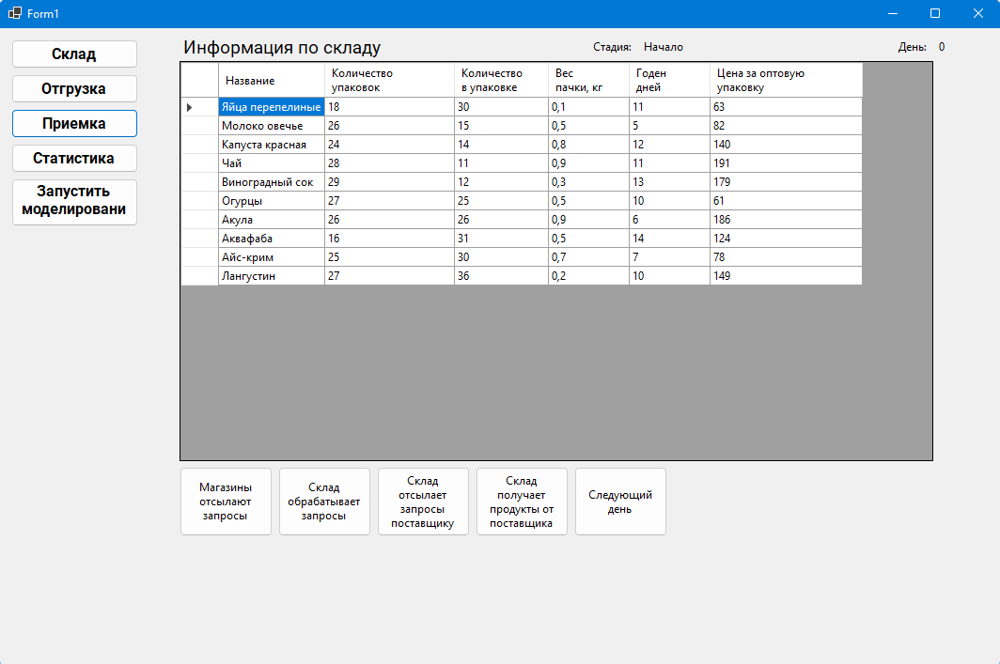 Form1
Склад
Отгрузка
Приемка
Статистика
Запустить
моделировани
Информация по складу
Стадия: Начало
День: 0
Название Количество упаковок Количество в упаковке Вес пачки, кг Годен дней Цена за оптовую упаковку
Яйца перепелиные 18 30 0,1 11 63
Молоко овечье 26 15 0,5 5 82
Капуста красная 24 14 0,8 12 140
Чай 28 11 0,9 11 191
Виноградный сок 29 12 0,3 13 179
Огурцы 27 25 0,5 10 61
Акула 26 26 0,9 6 186
Аквафаба 16 31 0,5 14 124
Айс-крим 25 30 0,7 7 78
Лангустин 27 36 0,2 10 149
Магазины
отсылают
запросы
Склад
обрабатывает
запросы
Склад
отсылает
запросы
поставщику
Склад
получает
продукты от
поставщика
Следующий
день